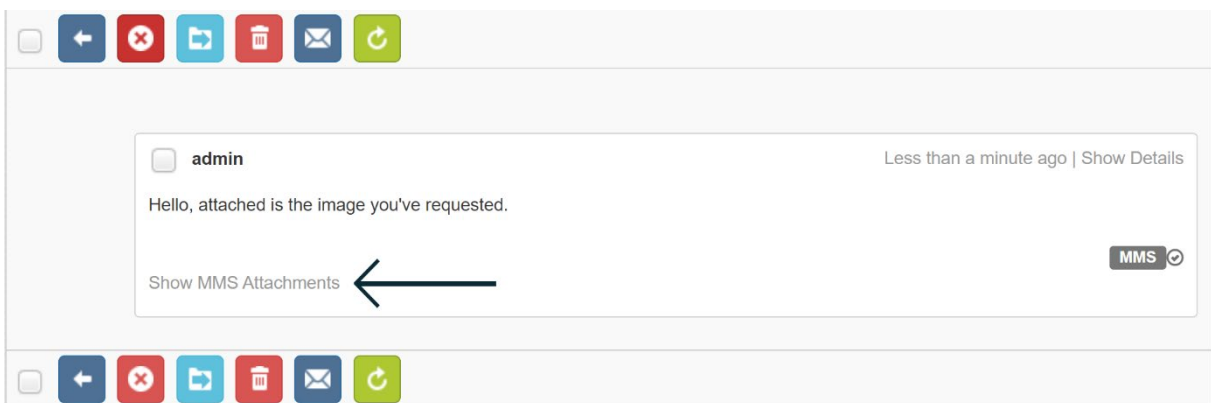 admin
Less than a minute ago | Show Details
Hello, attached is the image you've requested.
MMS
Show MMS Attachments